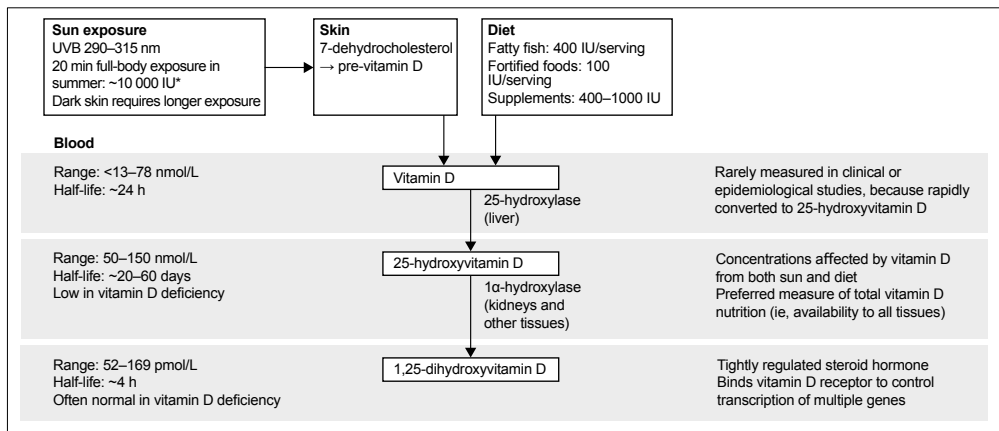 Sun exposure
UVB 290–315 nm
20 min full-body exposure in
summer: ~10 000 IU*
Dark skin requires longer exposure
Skin
7-dehydrocholesterol
→ pre-vitamin D
Diet
Fatty fish: 400 IU/serving
Fortified foods: 100
IU/serving
Supplements: 400–1000 IU
Blood
Range: <13–78 nmol/L
Half-life: ~24 h
Vitamin D
25-hydroxylase
(liver)
Rarely measured in clinical or
epidemiological studies, because rapidly
converted to 25-hydroxyvitamin D
Range: 50–150 nmol/L
Half-life: ~20–60 days
Low in vitamin D deficiency
25-hydroxyvitamin D
1α-hydroxylase
(kidneys and
other tissues)
Concentrations affected by vitamin D
from both sun and diet
Preferred measure of total vitamin D
nutrition (ie, availability to all tissues)
Range: 52–169 pmol/L
Half-life: ~4 h
Often normal in vitamin D deficiency
1,25-dihydroxyvitamin D
Tightly regulated steroid hormone
Binds vitamin D receptor to control
transcription of multiple genes